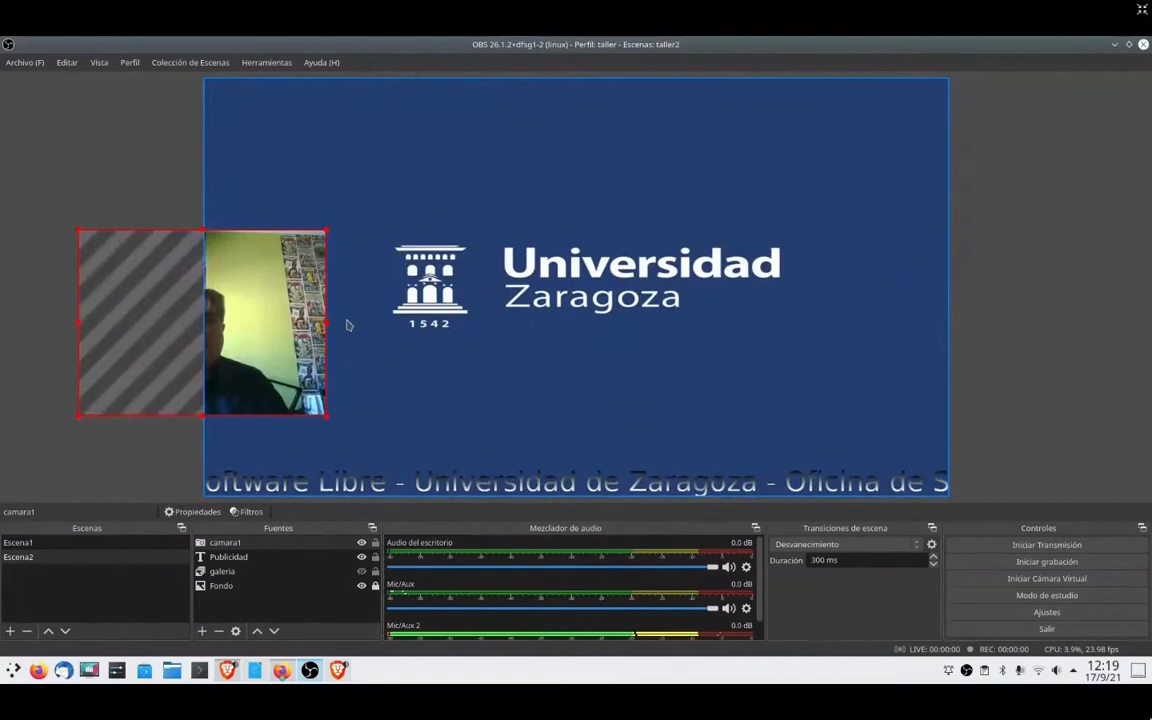 OBS 26.1.2+dfsg1-2 (linux) - Perfil: taller - Escenas: taller2
Archivo (F) Editar Vista Perfil Colección de Escenas Herramientas Ayuda (H)
Universidad
Zaragoza
1542
oftware Libre - Universidad de Zaragoza - Oficina de S
camara1 Propiedades Filtros
Escenas Fuentes Mezclador de audio Transiciones de escena Controles
Escena1 camara1 Audio del escritorio 0.0 dB Desvanecimiento Iniciar Transmisión
Escena2 Publicidad Duración 300 ms Iniciar grabación
galeria Mic/Aux 0.0 dB Iniciar Cámara Virtual
Fondo Modo de estudio
Mic/Aux 2 0.0 dB Ajustes
Salir
LIVE: 00:00:00 REC: 00:00:00 CPU: 3.9%, 23.98 fps
12:19
17/9/21